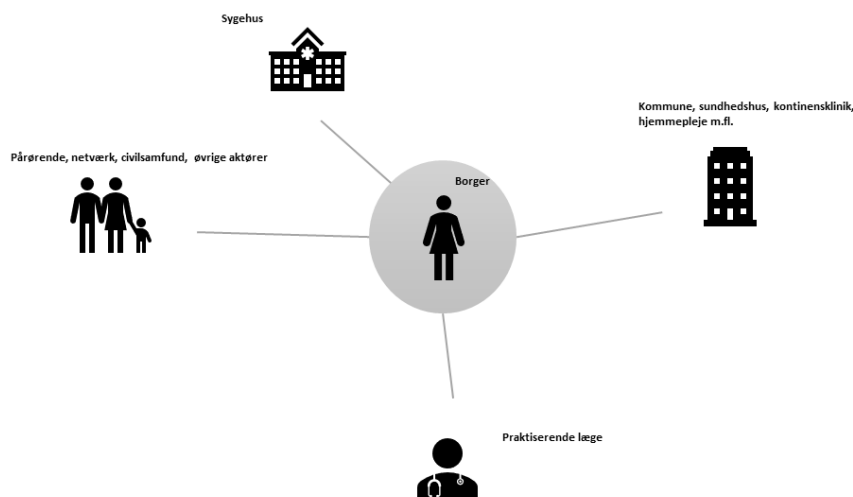 Sygehus
Kommune, sundhedshus, kontinensklinik,
hjemmepleje m.fl.
Pårørende, netværk, civilsamfund, øvrige aktører
Borger
Praktiserende læge